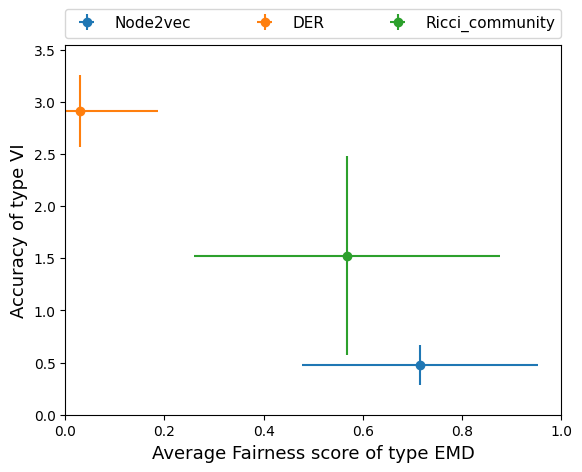 Node2vec DER Ricci_community
3.5
3.0
2.5
2.0
1.5
1.0
0.5
0.0
Accuracy of type VI
0.0 0.2 0.4 0.6 0.8 1.0
Average Fairness score of type EMD